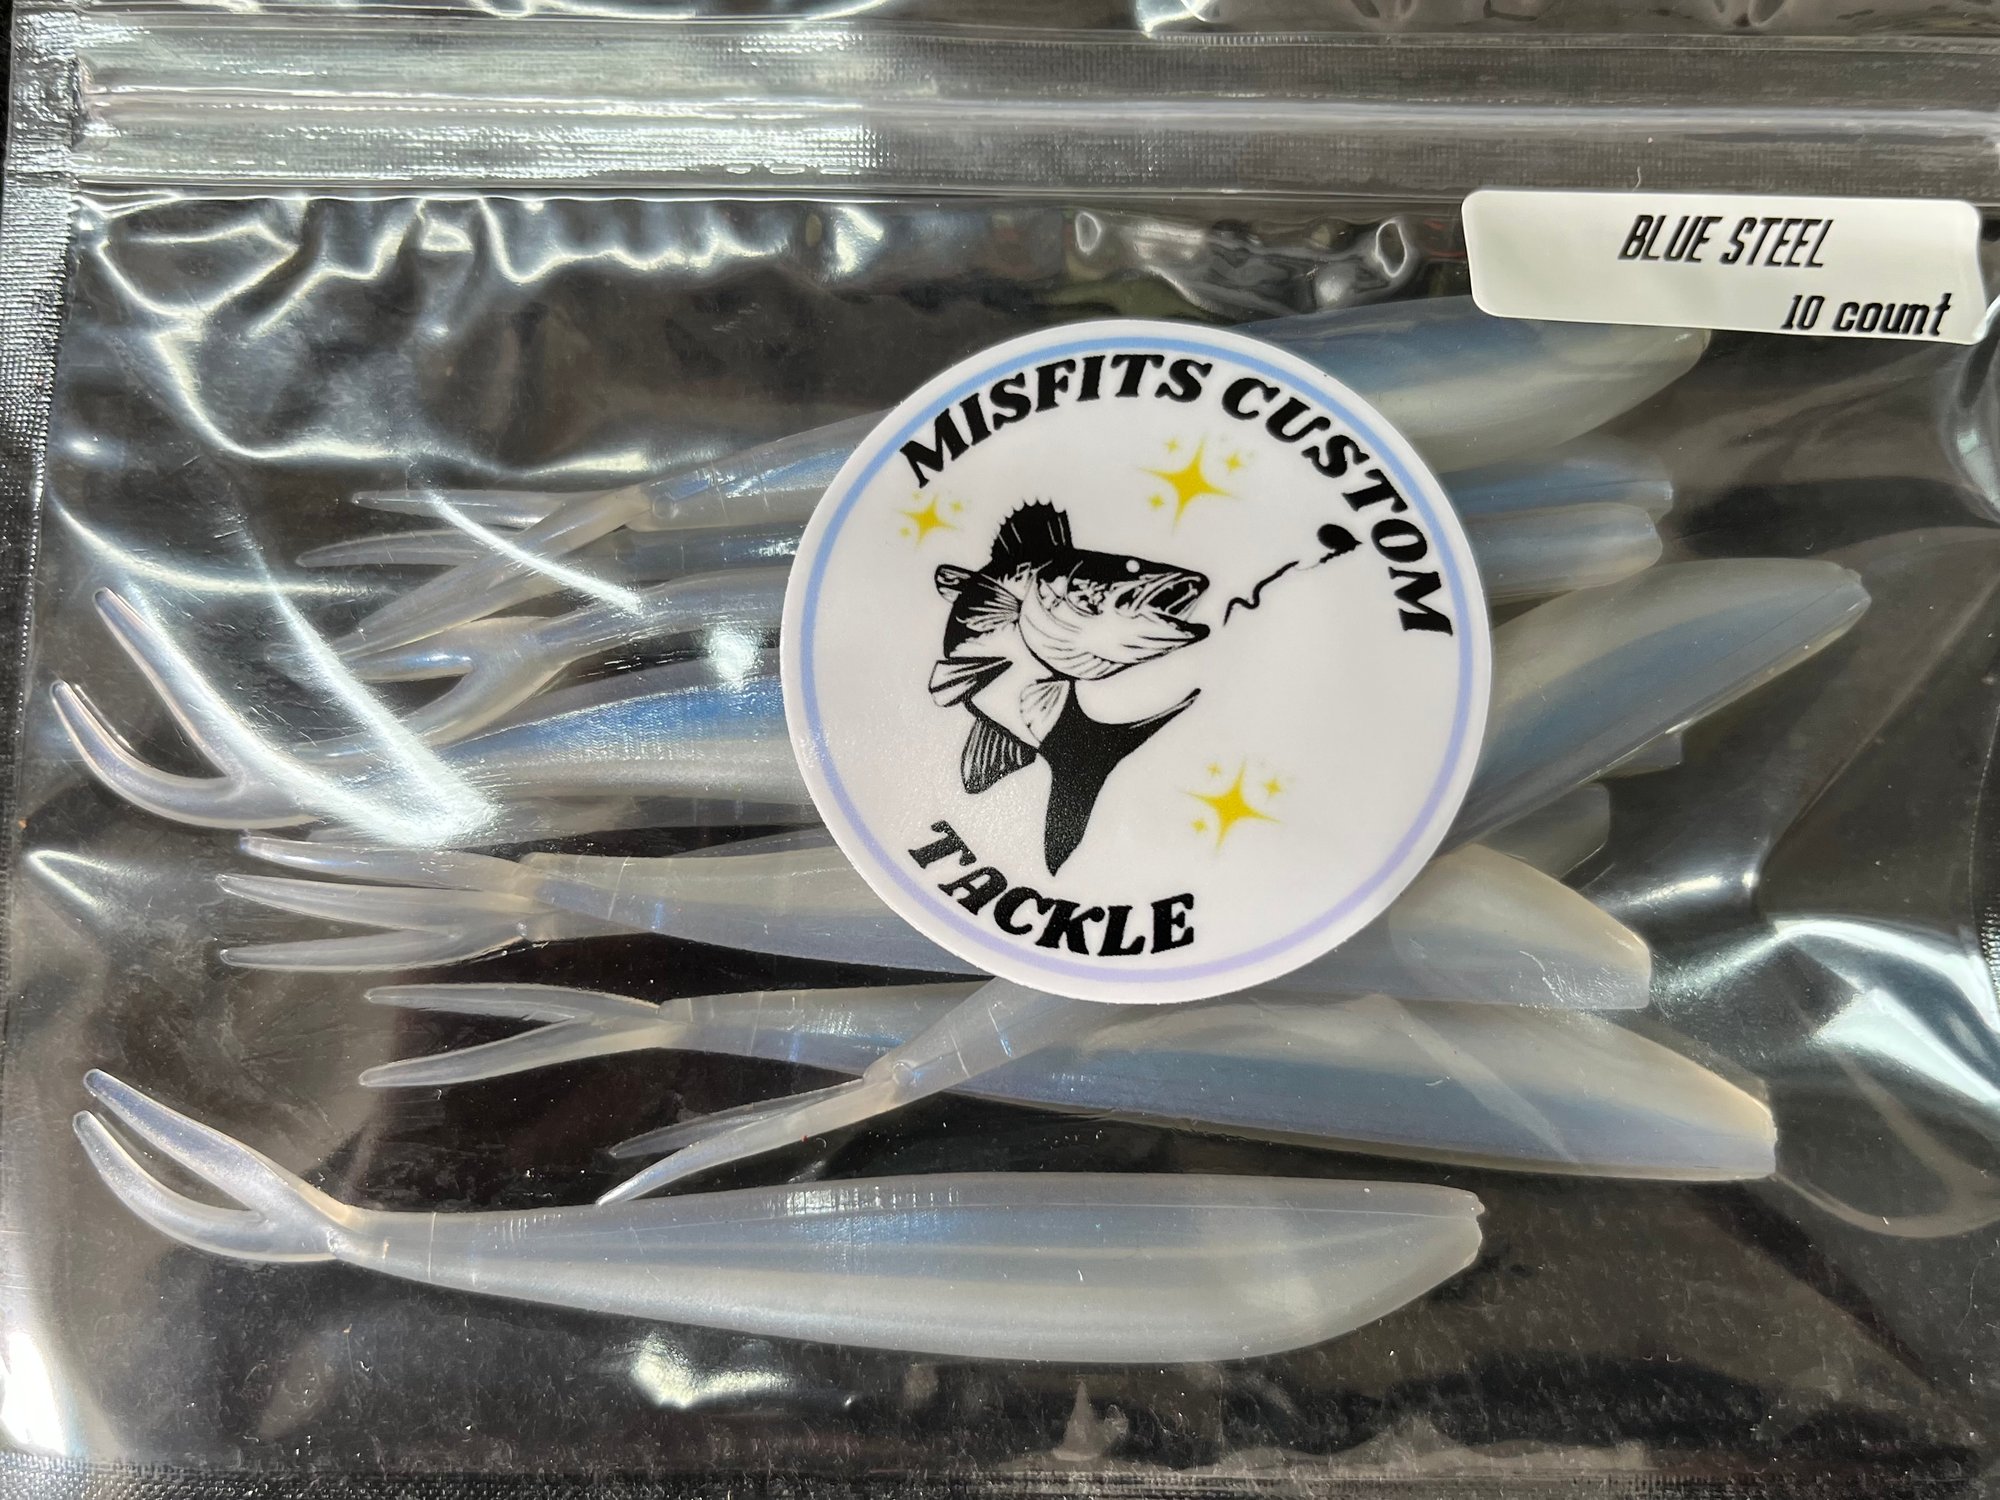 BLUE STEEL
10 count
MISFITS CUSTOM
TACKLE